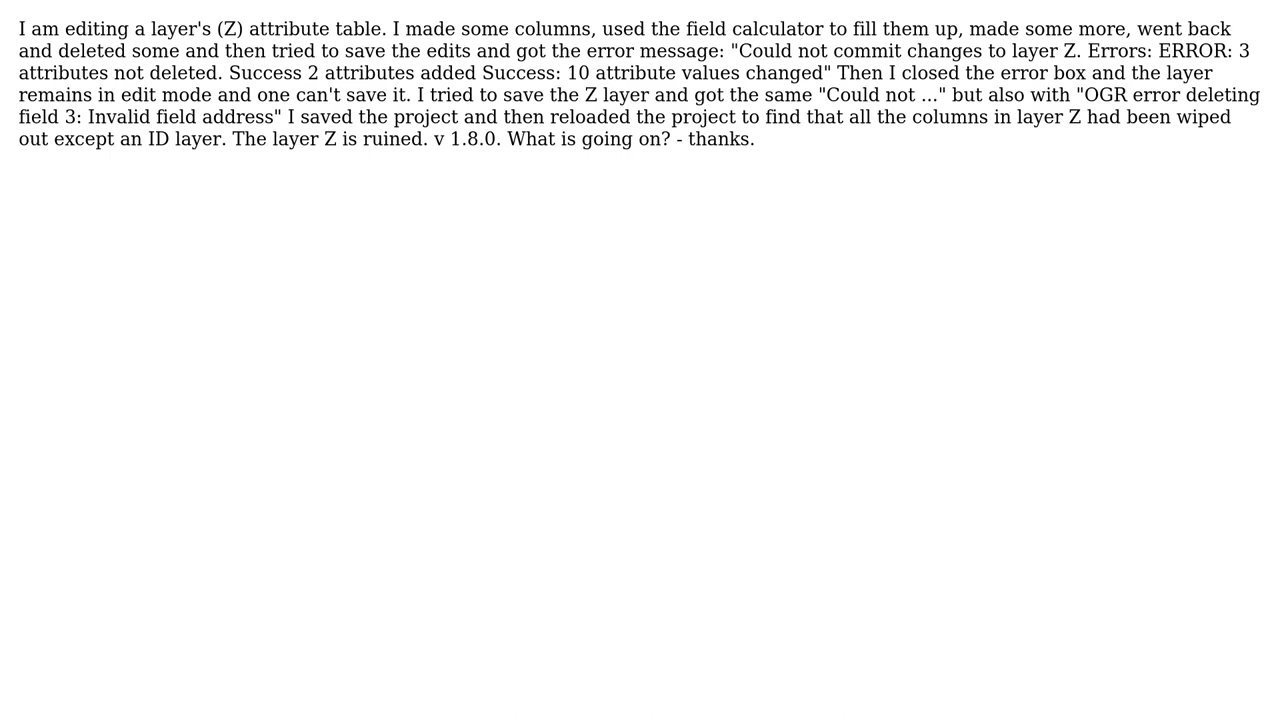 I am editing a layer's (Z) attribute table. I made some columns, used the field calculator to fill them up, made some more, went back
and deleted some and then tried to save the edits and got the error message: "Could not commit changes to layer Z. Errors: ERROR: 3
attributes not deleted. Success 2 attributes added Success: 10 attribute values changed" Then I closed the error box and the layer
remains in edit mode and one can't save it. I tried to save the Z layer and got the same "Could not ..." but also with "OGR error deleting
field 3: Invalid field address" I saved the project and then reloaded the project to find that all the columns in layer Z had been wiped
out except an ID layer. The layer Z is ruined. v 1.8.0. What is going on? - thanks.